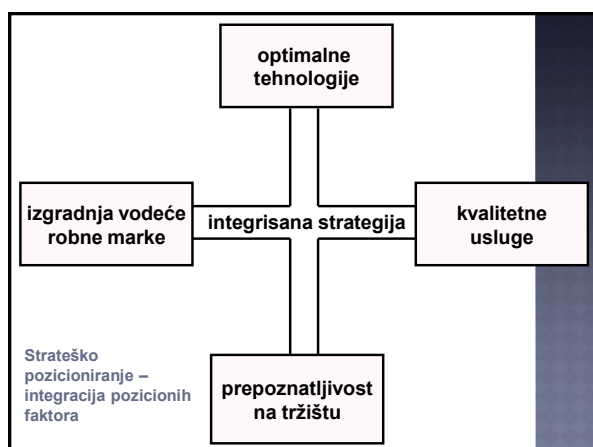 optimalne
tehnologije
izgradnja vodeće
robne marke
integrisana strategija
kvalitetne
usluge
Strateško
pozicioniranje –
integracija pozicionih
faktora
prepoznatljivost
na tržištu